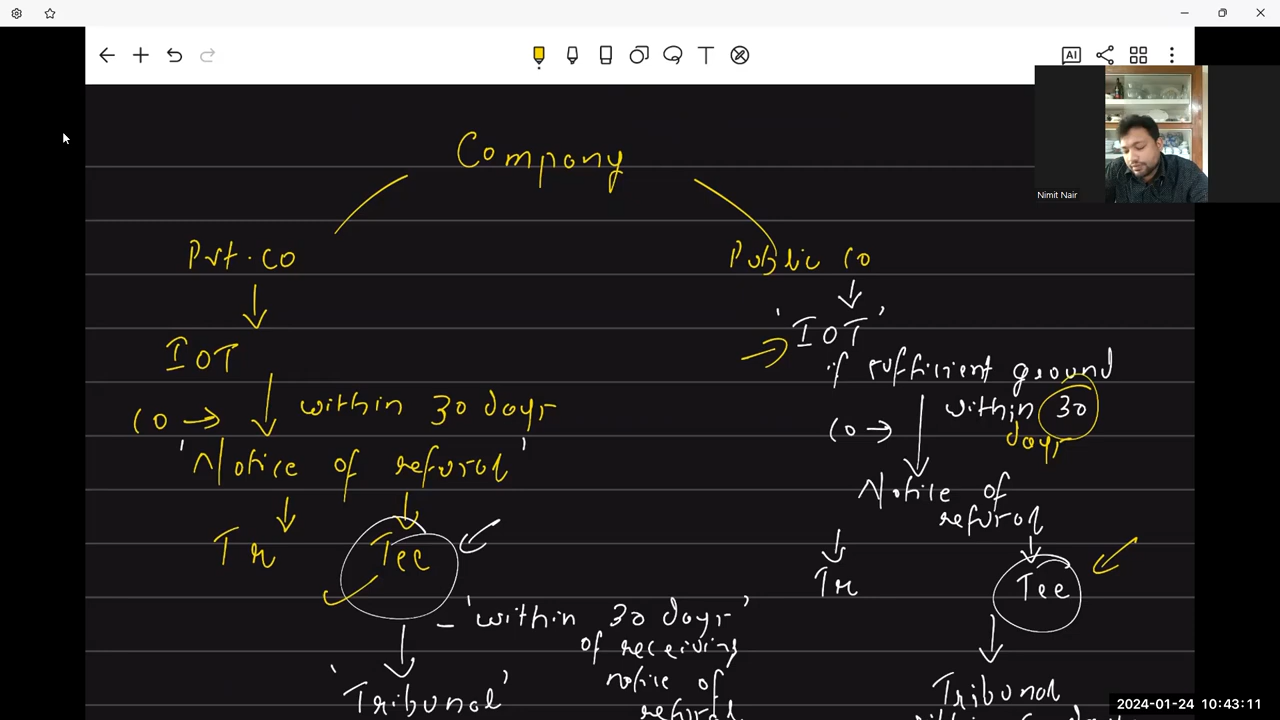 Company
Pvt. Co
Public Co
IOT
'IOT'
if sufficient ground
within 30 days
within 30
days
Co →
Co →
'Notice of refusal'
Notice of
refusal
Tr
Tee
Tr
Tee
- 'within 30 days'
of receiving
notice of
refusal
'Tribunal'
Tribunal
within
AI
T
Nimit Nair
2024-01-24 10:43:11